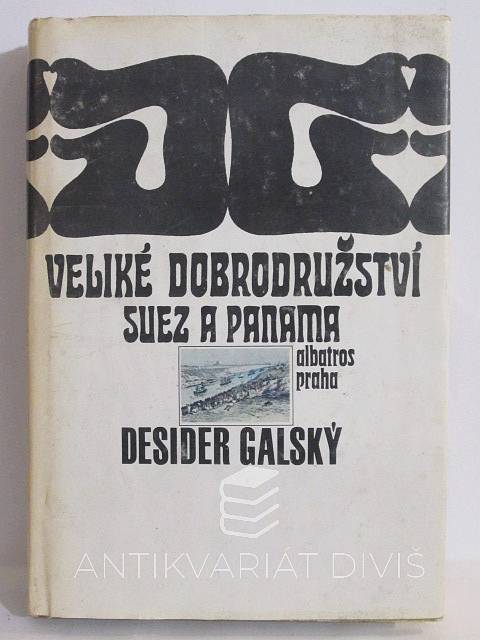 VELIKÉ DOBRODRUŽSTVÍ
SUEZ A PANAMA
albatros
praha
DESIDER GALSKÝ
ANTIKVARIÁT DIVIŠ